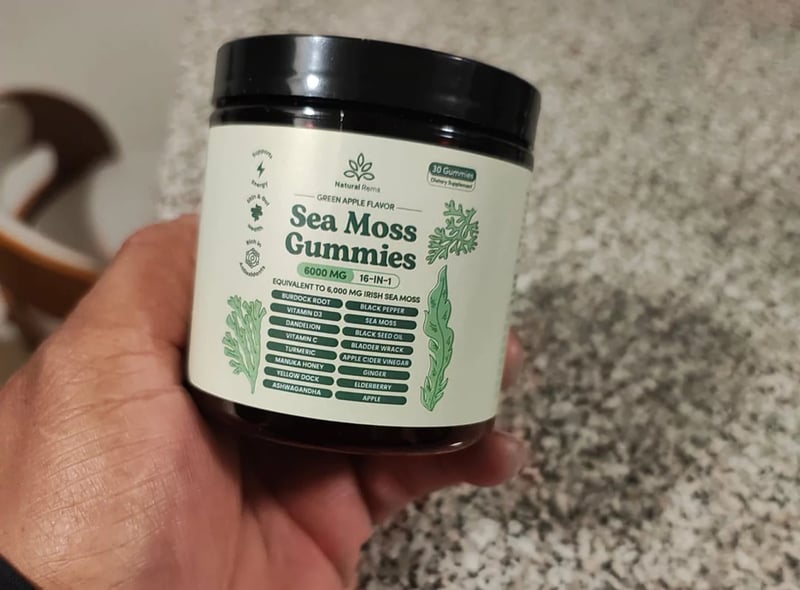 Natural Rems
30 Gummies
Dietary Supplement
Supports
Energy
Skin & Gut
Health
Rich in
Antioxidants
GREEN APPLE FLAVOR
Sea Moss
Gummies
6000 MG 16-IN-1
EQUIVALENT TO 6,000 MG IRISH SEA MOSS
BURDOCK ROOT
VITAMIN D3
DANDELION
VITAMIN C
TURMERIC
MANUKA HONEY
YELLOW DOCK
ASHWAGANDHA
BLACK PEPPER
SEA MOSS
BLACK SEED OIL
BLADDER WRACK
APPLE CIDER VINEGAR
GINGER
ELDERBERRY
APPLE